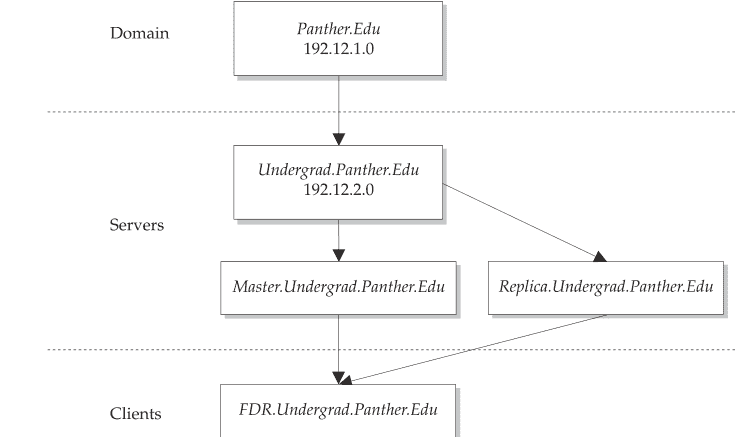 Domain
Panther.Edu
192.12.1.0
Undergrad.Panther.Edu
192.12.2.0
Servers
Master.Undergrad.Panther.Edu
Replica.Undergrad.Panther.Edu
Clients
FDR.Undergrad.Panther.Edu